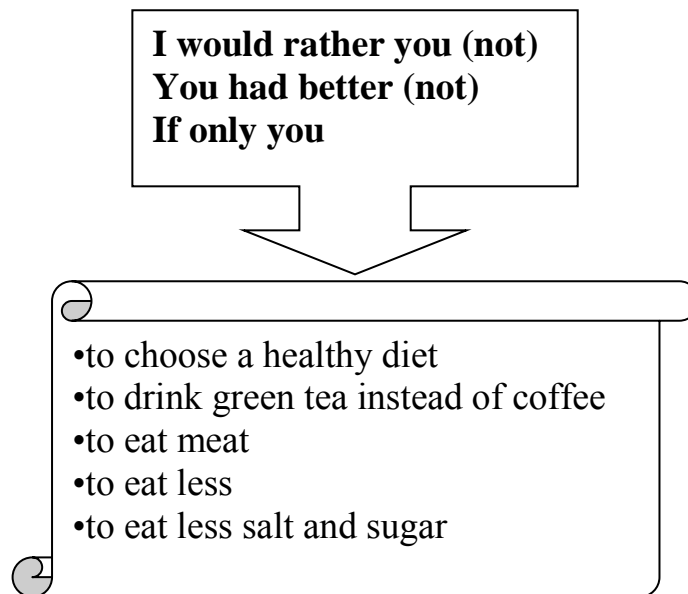 I would rather you (not)
You had better (not)
If only you
•to choose a healthy diet
•to drink green tea instead of coffee
•to eat meat
•to eat less
•to eat less salt and sugar